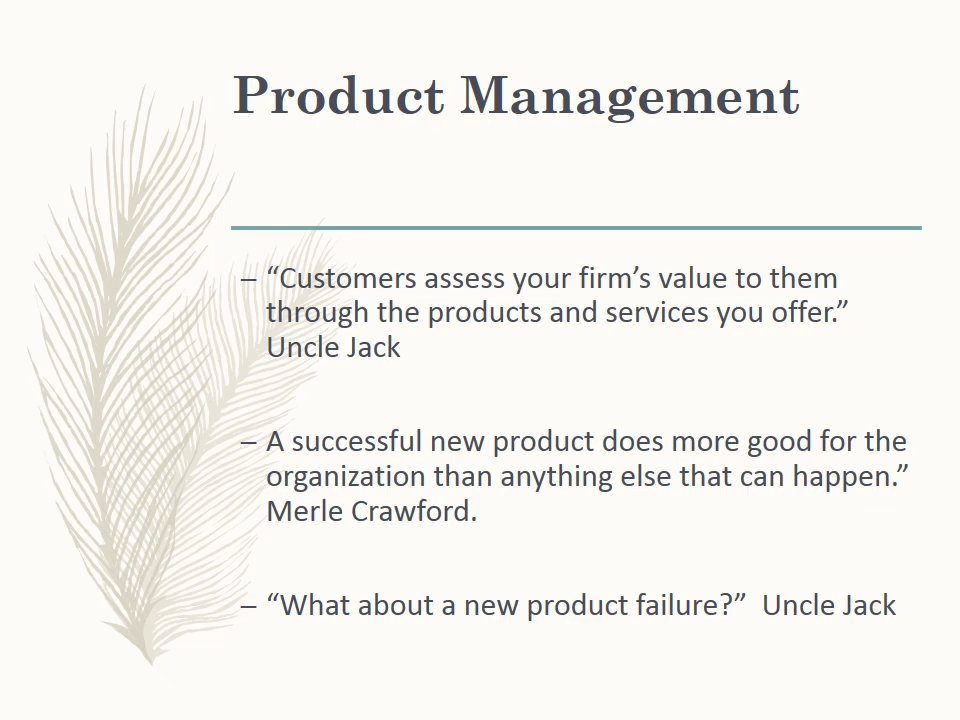 Product Management
– “Customers assess your firm’s value to them
through the products and services you offer.”
Uncle Jack
– A successful new product does more good for the
organization than anything else that can happen.”
Merle Crawford.
– “What about a new product failure?”  Uncle Jack